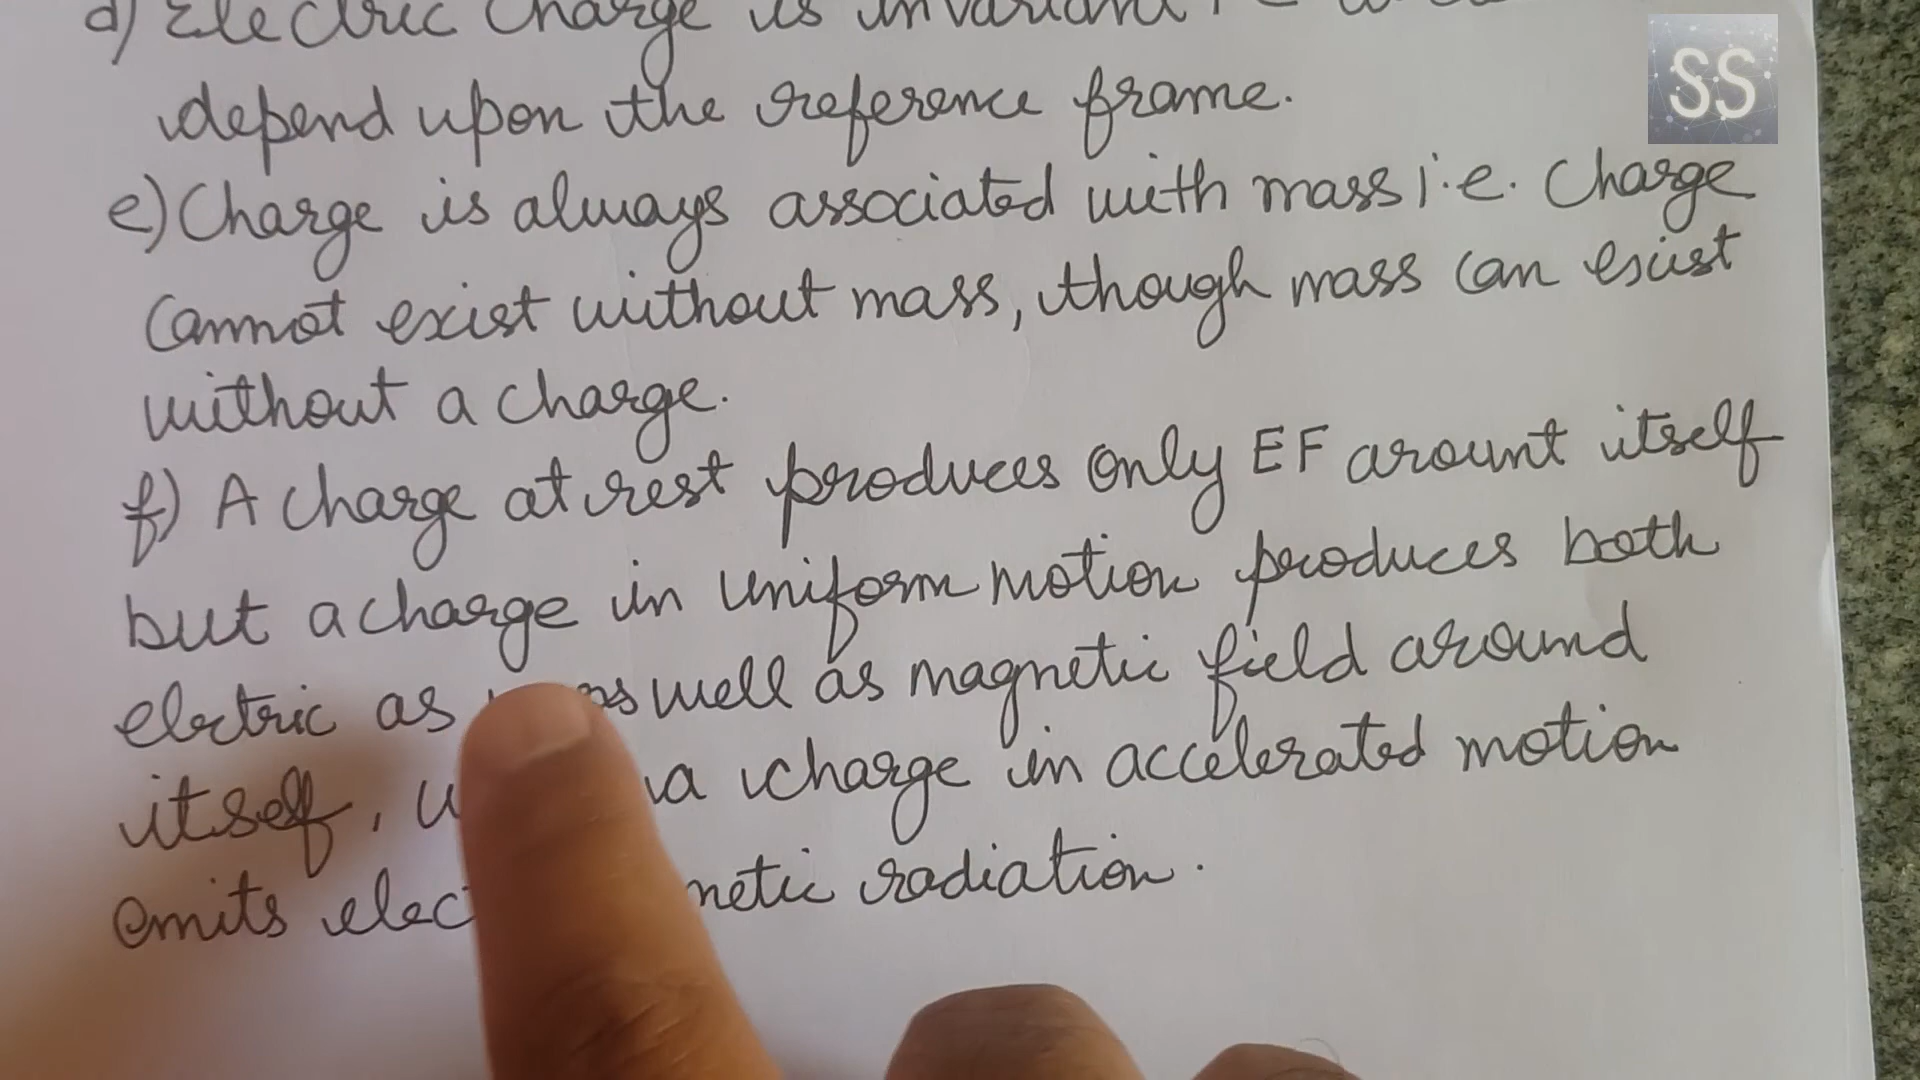 d) Electric Charge is invariant i.e.
SS
depend upon the reference frame.
e) Charge is always associated with mass i.e. Charge
Cannot exist without mass, though mass can exist
without a charge.
f) A charge at rest produces only EF arount itself
but a charge in uniform motion produces both
electric as as well as magnetic field around
itself, a charge in accelerated motion
emits radiation.